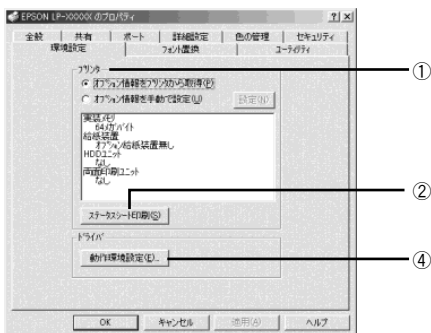 EPSON LP-XXXXX のプロパティ
全般 共有 ポート 詳細設定 色の管理 セキュリティ
環境設定 フォント置換 ユーティリティ
プリンタ
①
オプション情報をプリンタから取得(P)
オプション情報を手動で設定(U) 設定(N)
実装メモリ
64メガバイト
給紙装置
オプション給紙装置無し
HDDユニット
なし
両面印刷ユニット
なし
②
ステータスシート印刷(S)
ドライバ
動作環境設定(E)...
④
OK キャンセル 適用(A) ヘルプ